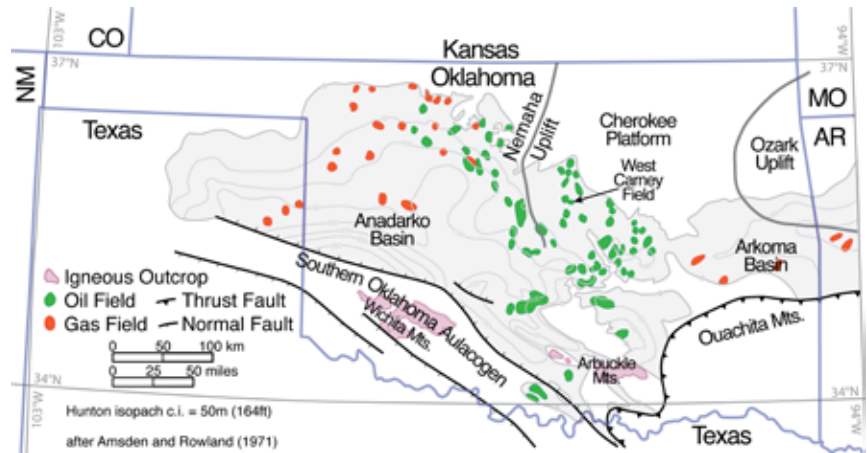 103°W
CO
Kansas
94°W
37°N
Oklahoma
37°N
NM
MO
Texas
Nemaha
Uplift
Cherokee
Platform
AR
Ozark
Uplift
West
Carney
Field
Anadarko
Basin
Arkoma
Basin
Igneous Outcrop
Oil Field
Thrust Fault
Gas Field
Normal Fault
Southern Oklahoma Aulacogen
Wichita Mts.
Ouachita Mts.
Arbuckle
Mts.
0 50 100 km
0 25 50 miles
34°N
34°N
103°W
Hunton isopach c.i. = 50m (164ft)
after Amsden and Rowland (1971)
Texas
94°W